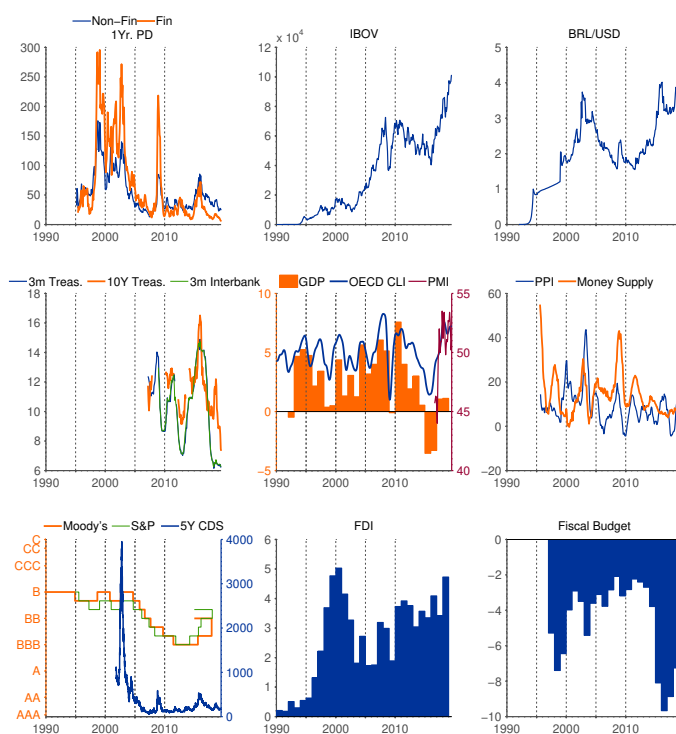 Non-Fin Fin
1Yr. PD
300
250
200
150
100
50
0
1990 2000 2010
IBOV
12 × 10^4
10
8
6
4
2
0
1990 2000 2010
BRL/USD
5
4
3
2
1
0
1990 2000 2010
3m Treas. 10Y Treas. 3m Interbank
18
16
14
12
10
8
6
1990 2000 2010
GDP OECD CLI PMI
10
5
0
−5
55
50
45
40
1990 2000 2010
PPI Money Supply
60
40
20
0
−20
1990 2000 2010
Moody's S&P 5Y CDS
C
CC
CCC
B
BB
BBB
A
AA
AAA
4000
3000
2000
1000
0
1990 2000 2010
FDI
6
5
4
3
2
1
0
1990 2000 2010
Fiscal Budget
0
−2
−4
−6
−8
−10
1990 2000 2010